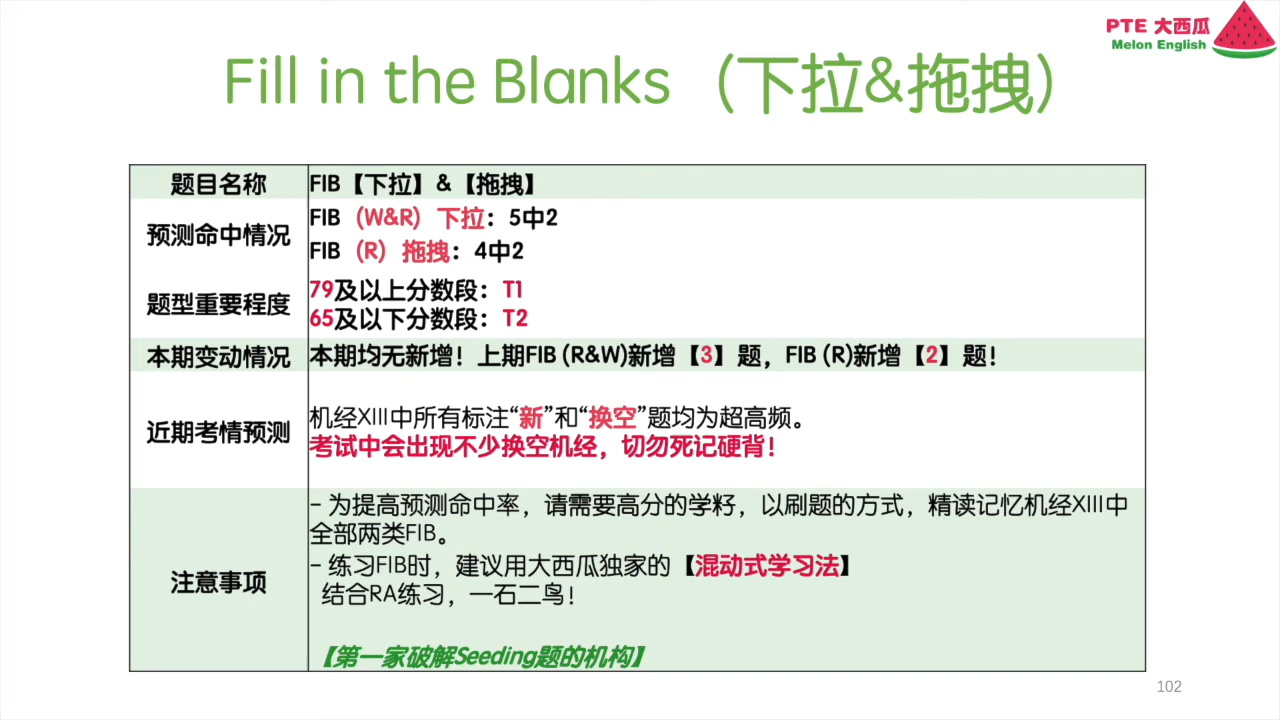 PTE 大西瓜
Melon English
Fill in the Blanks（下拉&拖拽）
题目名称
FIB【下拉】&【拖拽】
预测命中情况
FIB（W&R）下拉：5中2
FIB（R）拖拽：4中2
题型重要程度
79及以上分数段：T1
65及以下分数段：T2
本期变动情况
本期均无新增！上期FIB (R&W)新增【3】题，FIB (R)新增【2】题！
近期考情预测
机经XIII中所有标注“新”和“换空”题均为超高频。
考试中会出现不少换空机经，切勿死记硬背！
注意事项
- 为提高预测命中率，请需要高分的学籽，以刷题的方式，精读记忆机经XIII中
全部两类FIB。
- 练习FIB时，建议用大西瓜独家的【混动式学习法】
结合RA练习，一石二鸟！
【第一家破解Seeding题的机构】
102